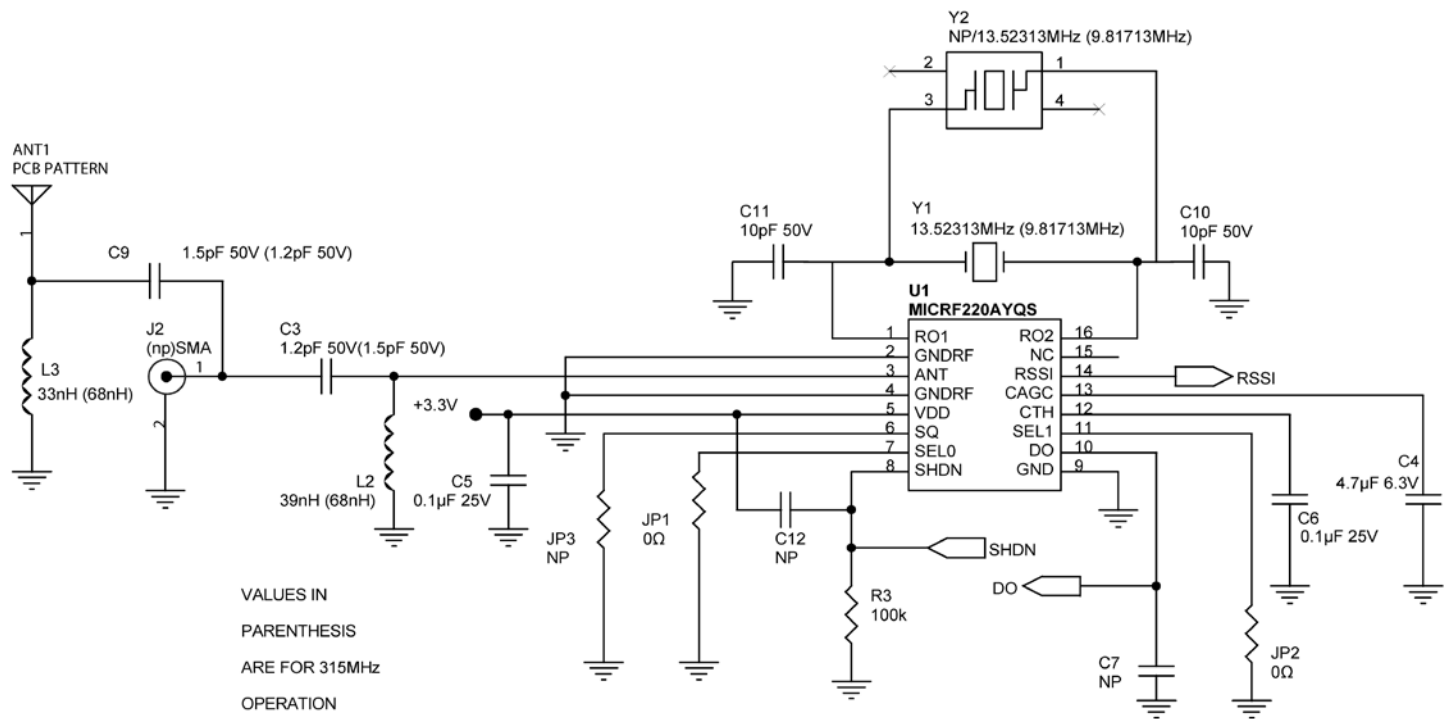 Y2
NP/13.52313MHz (9.81713MHz)
2
1
3
4
ANT1
PCB PATTERN
1
C9
1.5pF 50V (1.2pF 50V)
C11
10pF 50V
Y1
13.52313MHz (9.81713MHz)
C10
10pF 50V
U1
MICRF220AYQS
J2
(np)SMA
1
2
C3
1.2pF 50V(1.5pF 50V)
L3
33nH (68nH)
1 RO1
2 GNDRF
3 ANT
4 GNDRF
5 VDD
6 SQ
7 SEL0
8 SHDN
RO2 16
NC 15
RSSI 14
CAGC 13
CTH 12
SEL1 11
DO 10
GND 9
RSSI
+3.3V
L2
39nH (68nH)
C5
0.1µF 25V
JP3
NP
JP1
0Ω
C12
NP
SHDN
R3
100k
DO
C7
NP
C4
4.7µF 6.3V
C6
0.1µF 25V
JP2
0Ω
VALUES IN
PARENTHESIS
ARE FOR 315MHz
OPERATION